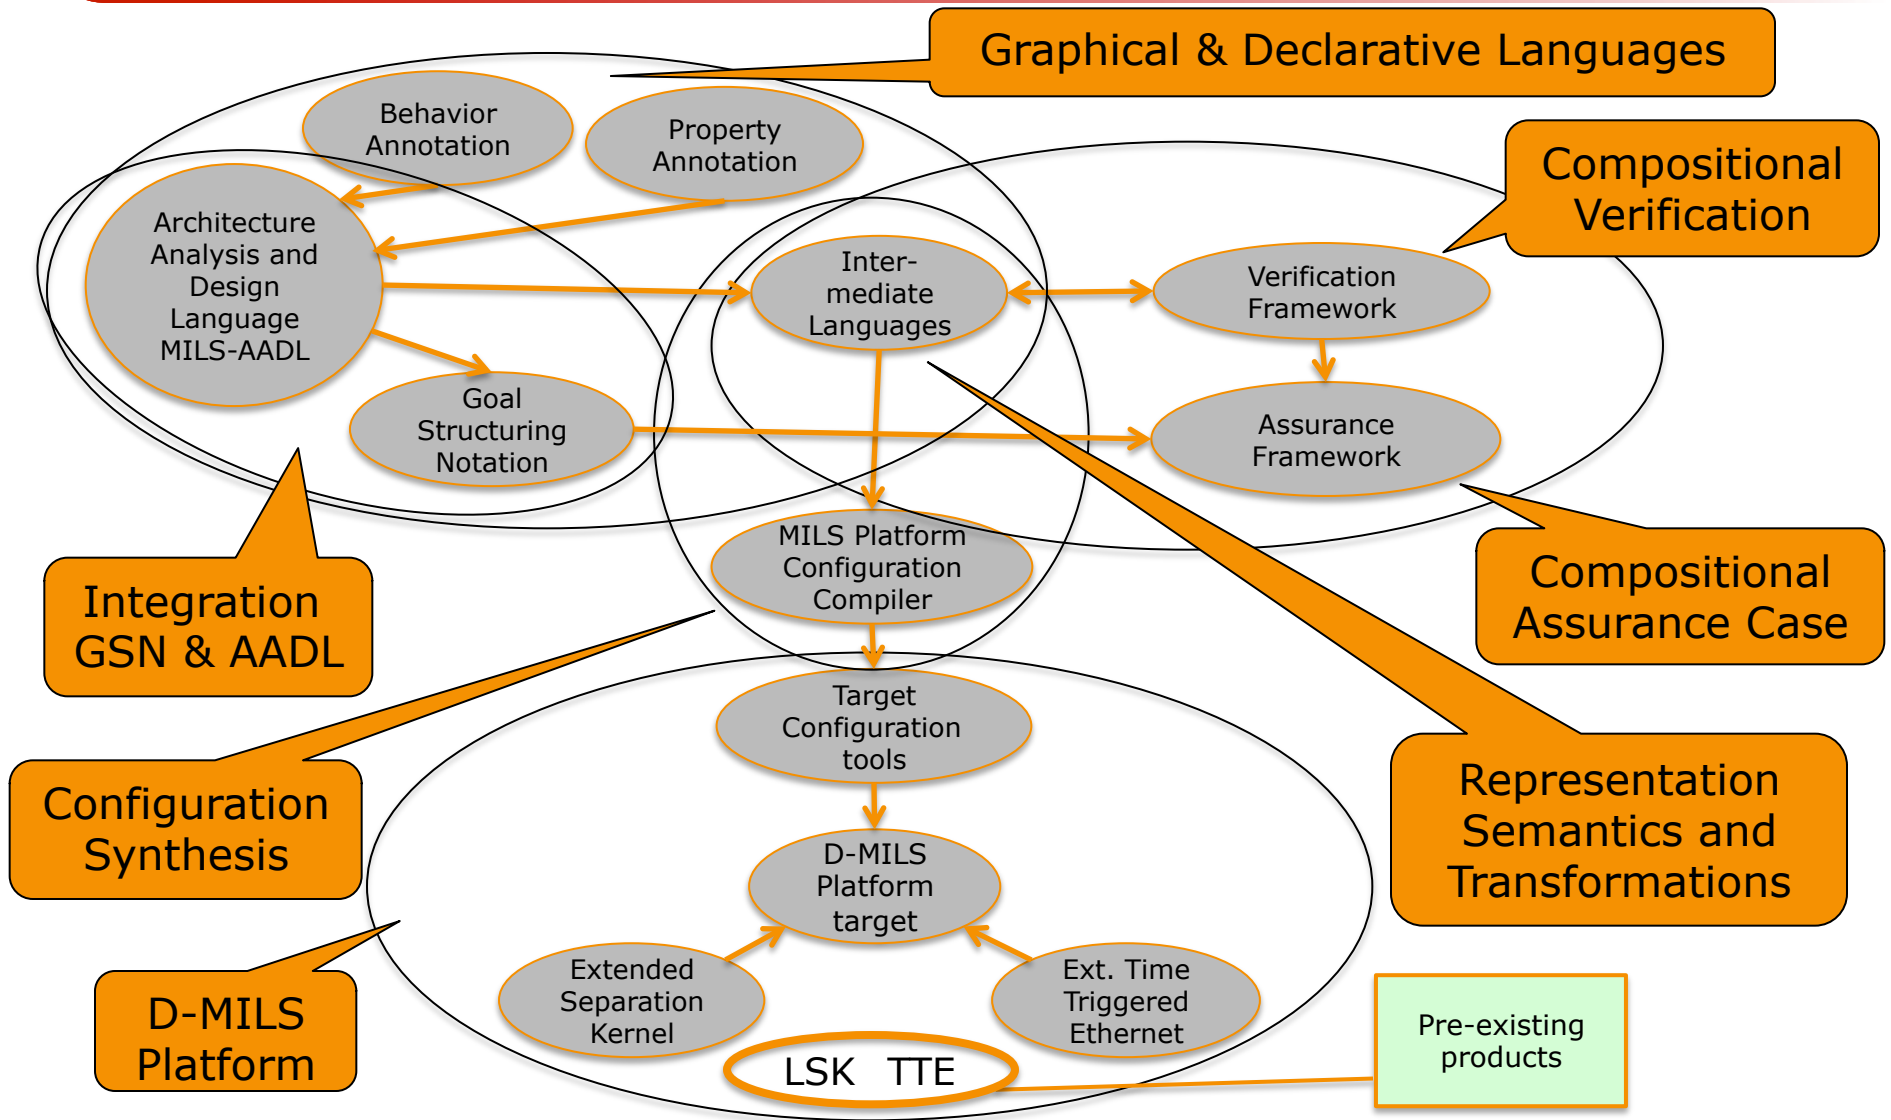 Graphical & Declarative Languages
Behavior
Annotation
Property
Annotation
Compositional
Verification
Architecture
Analysis and
Design
Language
MILS-AADL
Inter-
mediate
Languages
Verification
Framework
Goal
Structuring
Notation
Assurance
Framework
MILS Platform
Configuration
Compiler
Compositional
Assurance Case
Integration
GSN & AADL
Target
Configuration
tools
Configuration
Synthesis
Representation
Semantics and
Transformations
D-MILS
Platform
target
Extended
Separation
Kernel
Ext. Time
Triggered
Ethernet
D-MILS
Platform
LSK TTE
Pre-existing
products